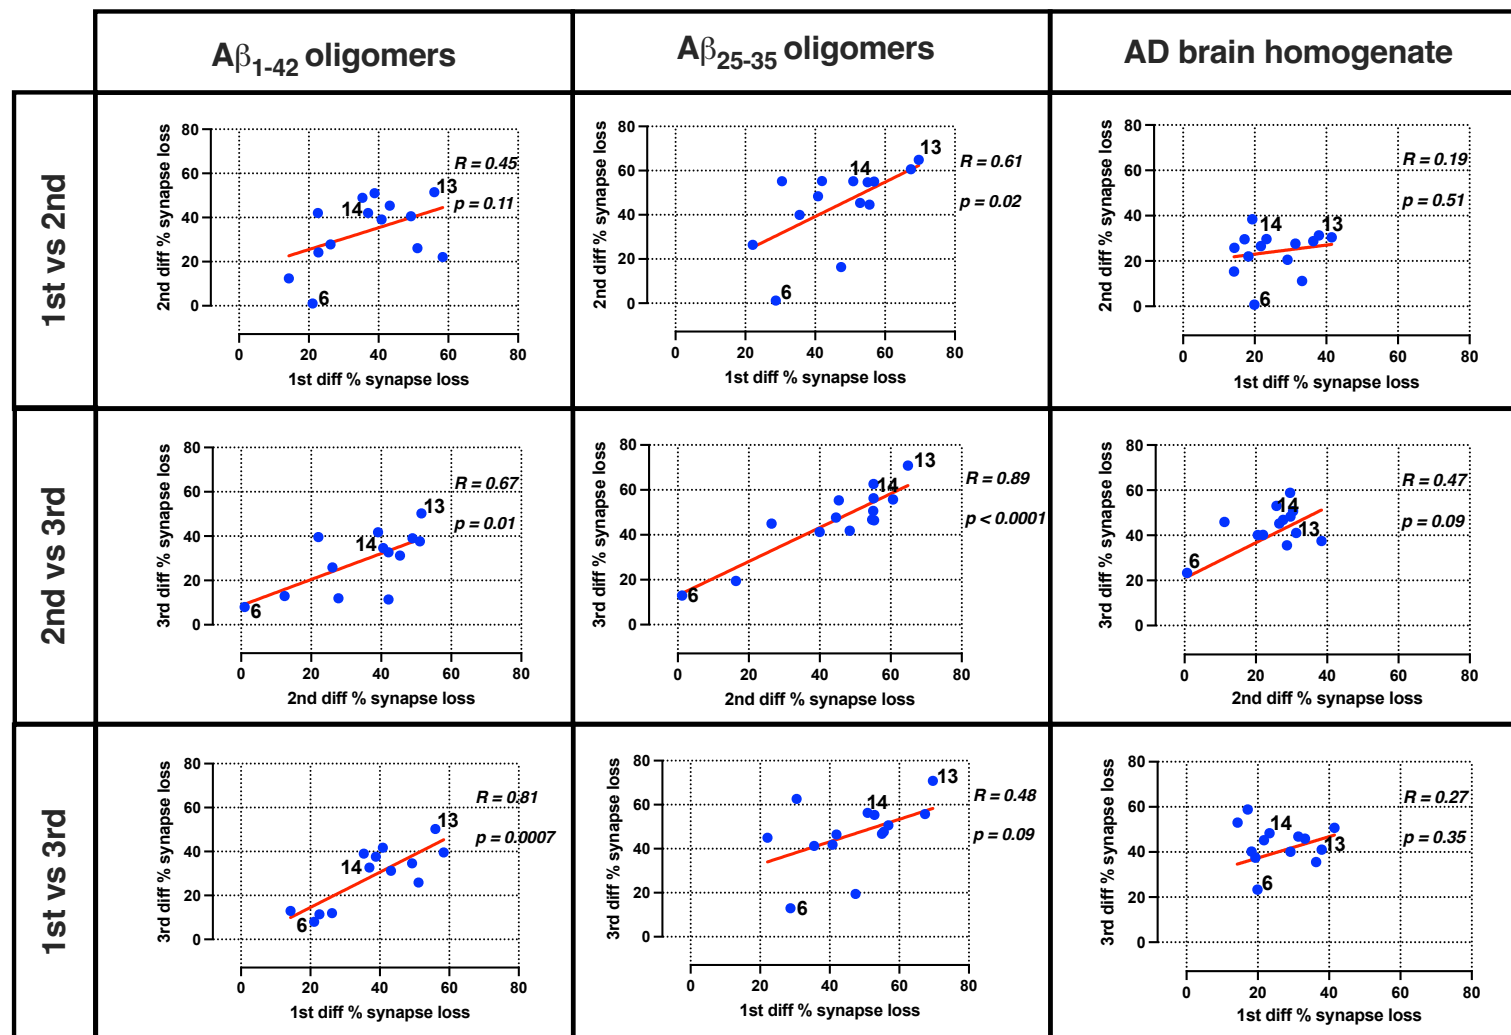 Aβ1-42 oligomers
Aβ25-35 oligomers
AD brain homogenate
1st vs 2nd
2nd diff % synapse loss
80
60
40
20
0
R = 0.45
p = 0.11
13
14
6
0 20 40 60 80
1st diff % synapse loss
2nd diff % synapse loss
80
60
40
20
0
R = 0.61
p = 0.02
13
14
6
0 20 40 60 80
1st diff % synapse loss
2nd diff % synapse loss
80
60
40
20
0
R = 0.19
p = 0.51
14
13
6
0 20 40 60 80
1st diff % synapse loss
2nd vs 3rd
3rd diff % synapse loss
80
60
40
20
0
R = 0.67
p = 0.01
13
14
6
0 20 40 60 80
2nd diff % synapse loss
3rd diff % synapse loss
80
60
40
20
0
R = 0.89
p < 0.0001
13
14
6
0 20 40 60 80
2nd diff % synapse loss
3rd diff % synapse loss
80
60
40
20
0
R = 0.47
p = 0.09
14
13
6
0 20 40 60 80
2nd diff % synapse loss
1st vs 3rd
3rd diff % synapse loss
80
60
40
20
0
R = 0.81
p = 0.0007
13
14
6
0 20 40 60 80
1st diff % synapse loss
3rd diff % synapse loss
80
60
40
20
0
R = 0.48
p = 0.09
13
14
6
0 20 40 60 80
1st diff % synapse loss
3rd diff % synapse loss
80
60
40
20
0
R = 0.27
p = 0.35
14
13
6
0 20 40 60 80
1st diff % synapse loss